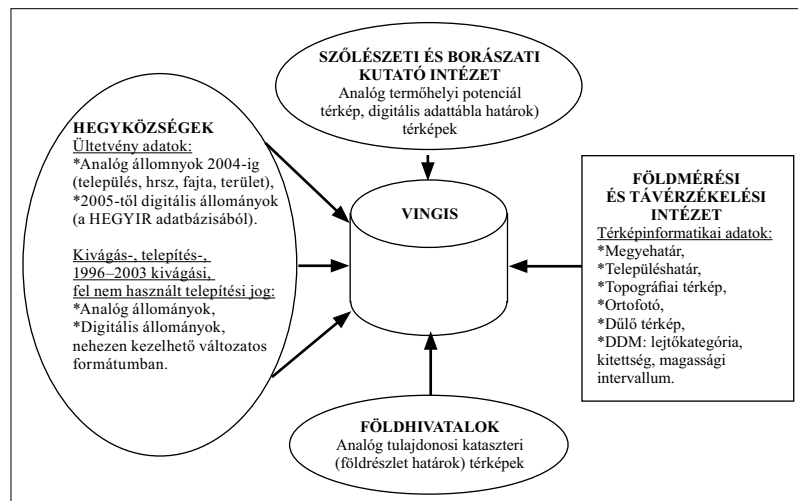 SZŐLÉSZETI ÉS BORÁSZATI
KUTATÓ INTÉZET
Analóg termőhelyi potenciál
térkép, digitális adattábla határok)
térképek
HEGYKÖZSÉGEK
Ültetvény adatok:
*Analóg állomnyok 2004-ig
(település, hrsz, fajta, terület),
*2005-től digitális állományok
(a HEGYIR adatbázisából).
Kivágás-, telepítés-,
1996–2003 kivágási,
fel nem használt telepítési jog:
*Analóg állományok,
*Digitális állományok,
nehezen kezelhető változatos
formátumban.
VINGIS
FÖLDMÉRÉSI
ÉS TÁVÉRZÉKELÉSI
INTÉZET
Térképinformatikai adatok:
*Megyehatár,
*Településhatár,
*Topográfiai térkép,
*Ortofotó,
*Dűlő térkép,
*DDM: lejtőkategória,
kitettség, magassági
intervallum.
FÖLDHIVATALOK
Analóg tulajdonosi kataszteri
(földrészlet határok) térképek